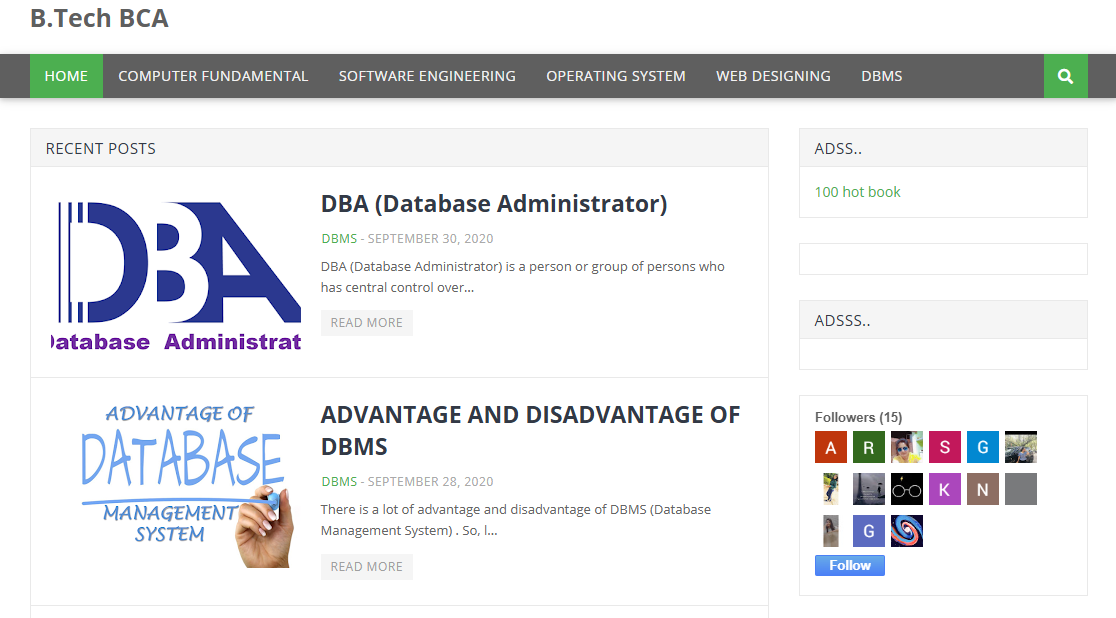 B.Tech BCA
HOME COMPUTER FUNDAMENTAL SOFTWARE ENGINEERING OPERATING SYSTEM WEB DESIGNING DBMS
RECENT POSTS
DBA
Database Administrat
DBA (Database Administrator)
DBMS - SEPTEMBER 30, 2020
DBA (Database Administrator) is a person or group of persons who
has central control over...
READ MORE
ADVANTAGE OF
DATABASE
MANAGEMENT
SYSTEM
ADVANTAGE AND DISADVANTAGE OF
DBMS
DBMS - SEPTEMBER 28, 2020
There is a lot of advantage and disadvantage of DBMS (Database
Management System) . So, l...
READ MORE
ADSS..
100 hot book
ADSSS..
Followers (15)
A R S G
K N
G
Follow